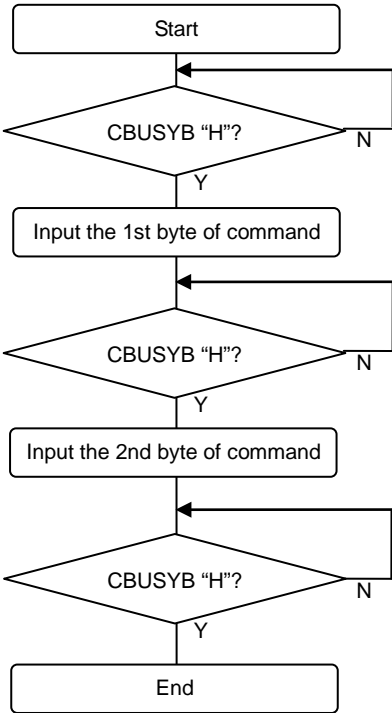 Start
CBUSYB “H”?
N
Y
Input the 1st byte of command
CBUSYB “H”?
N
Y
Input the 2nd byte of command
CBUSYB “H”?
N
Y
End